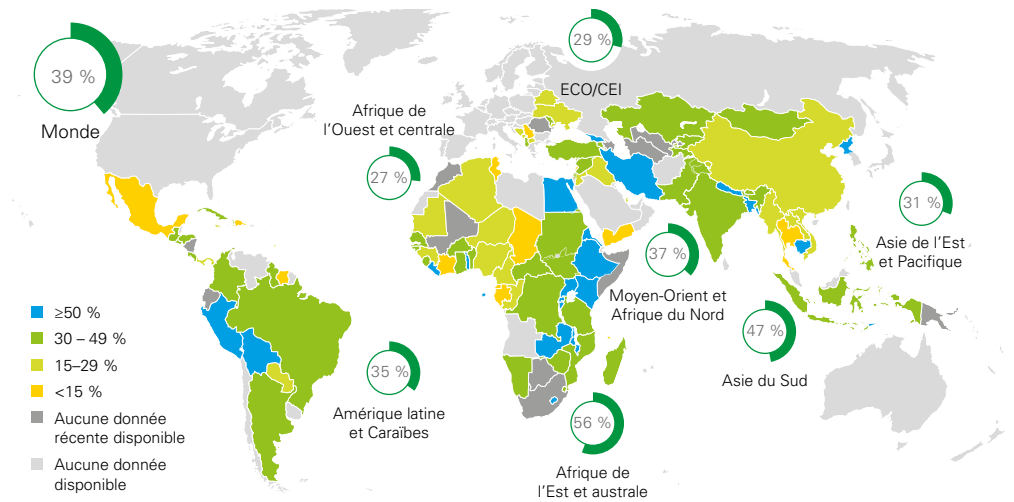 39 %
Monde
29 %
ECO/CEI
Afrique de
l’Ouest et centrale
27 %
31 %
Asie de l’Est
et Pacifique
37 %
Moyen-Orient et
Afrique du Nord
47 %
Asie du Sud
35 %
Amérique latine
et Caraïbes
56 %
Afrique de
l’Est et australe
≥50 %
30 – 49 %
15–29 %
<15 %
Aucune donnée
récente disponible
Aucune donnée
disponible